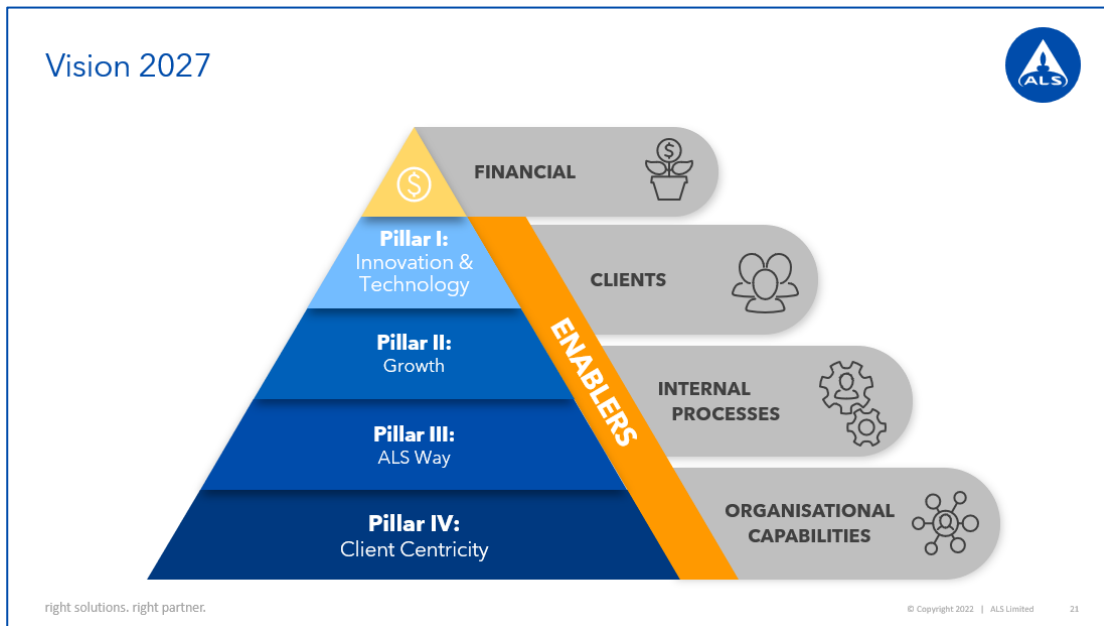 Vision 2027
ALS
$
FINANCIAL
$
Pillar I:
Innovation &
Technology
CLIENTS
ENABLERS
Pillar II:
Growth
INTERNAL
PROCESSES
Pillar III:
ALS Way
ORGANISATIONAL
CAPABILITIES
Pillar IV:
Client Centricity
right solutions. right partner.
© Copyright 2022 | ALS Limited 21